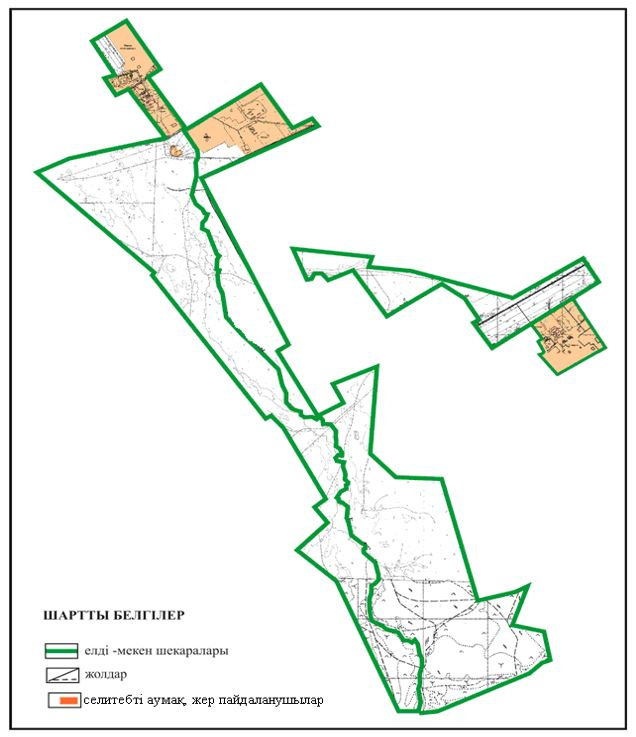 ШАРТТЫ БЕЛГІЛЕР
елді -мекен шекаралары
жолдар
селитебті аумақ, жер пайдаланушылар